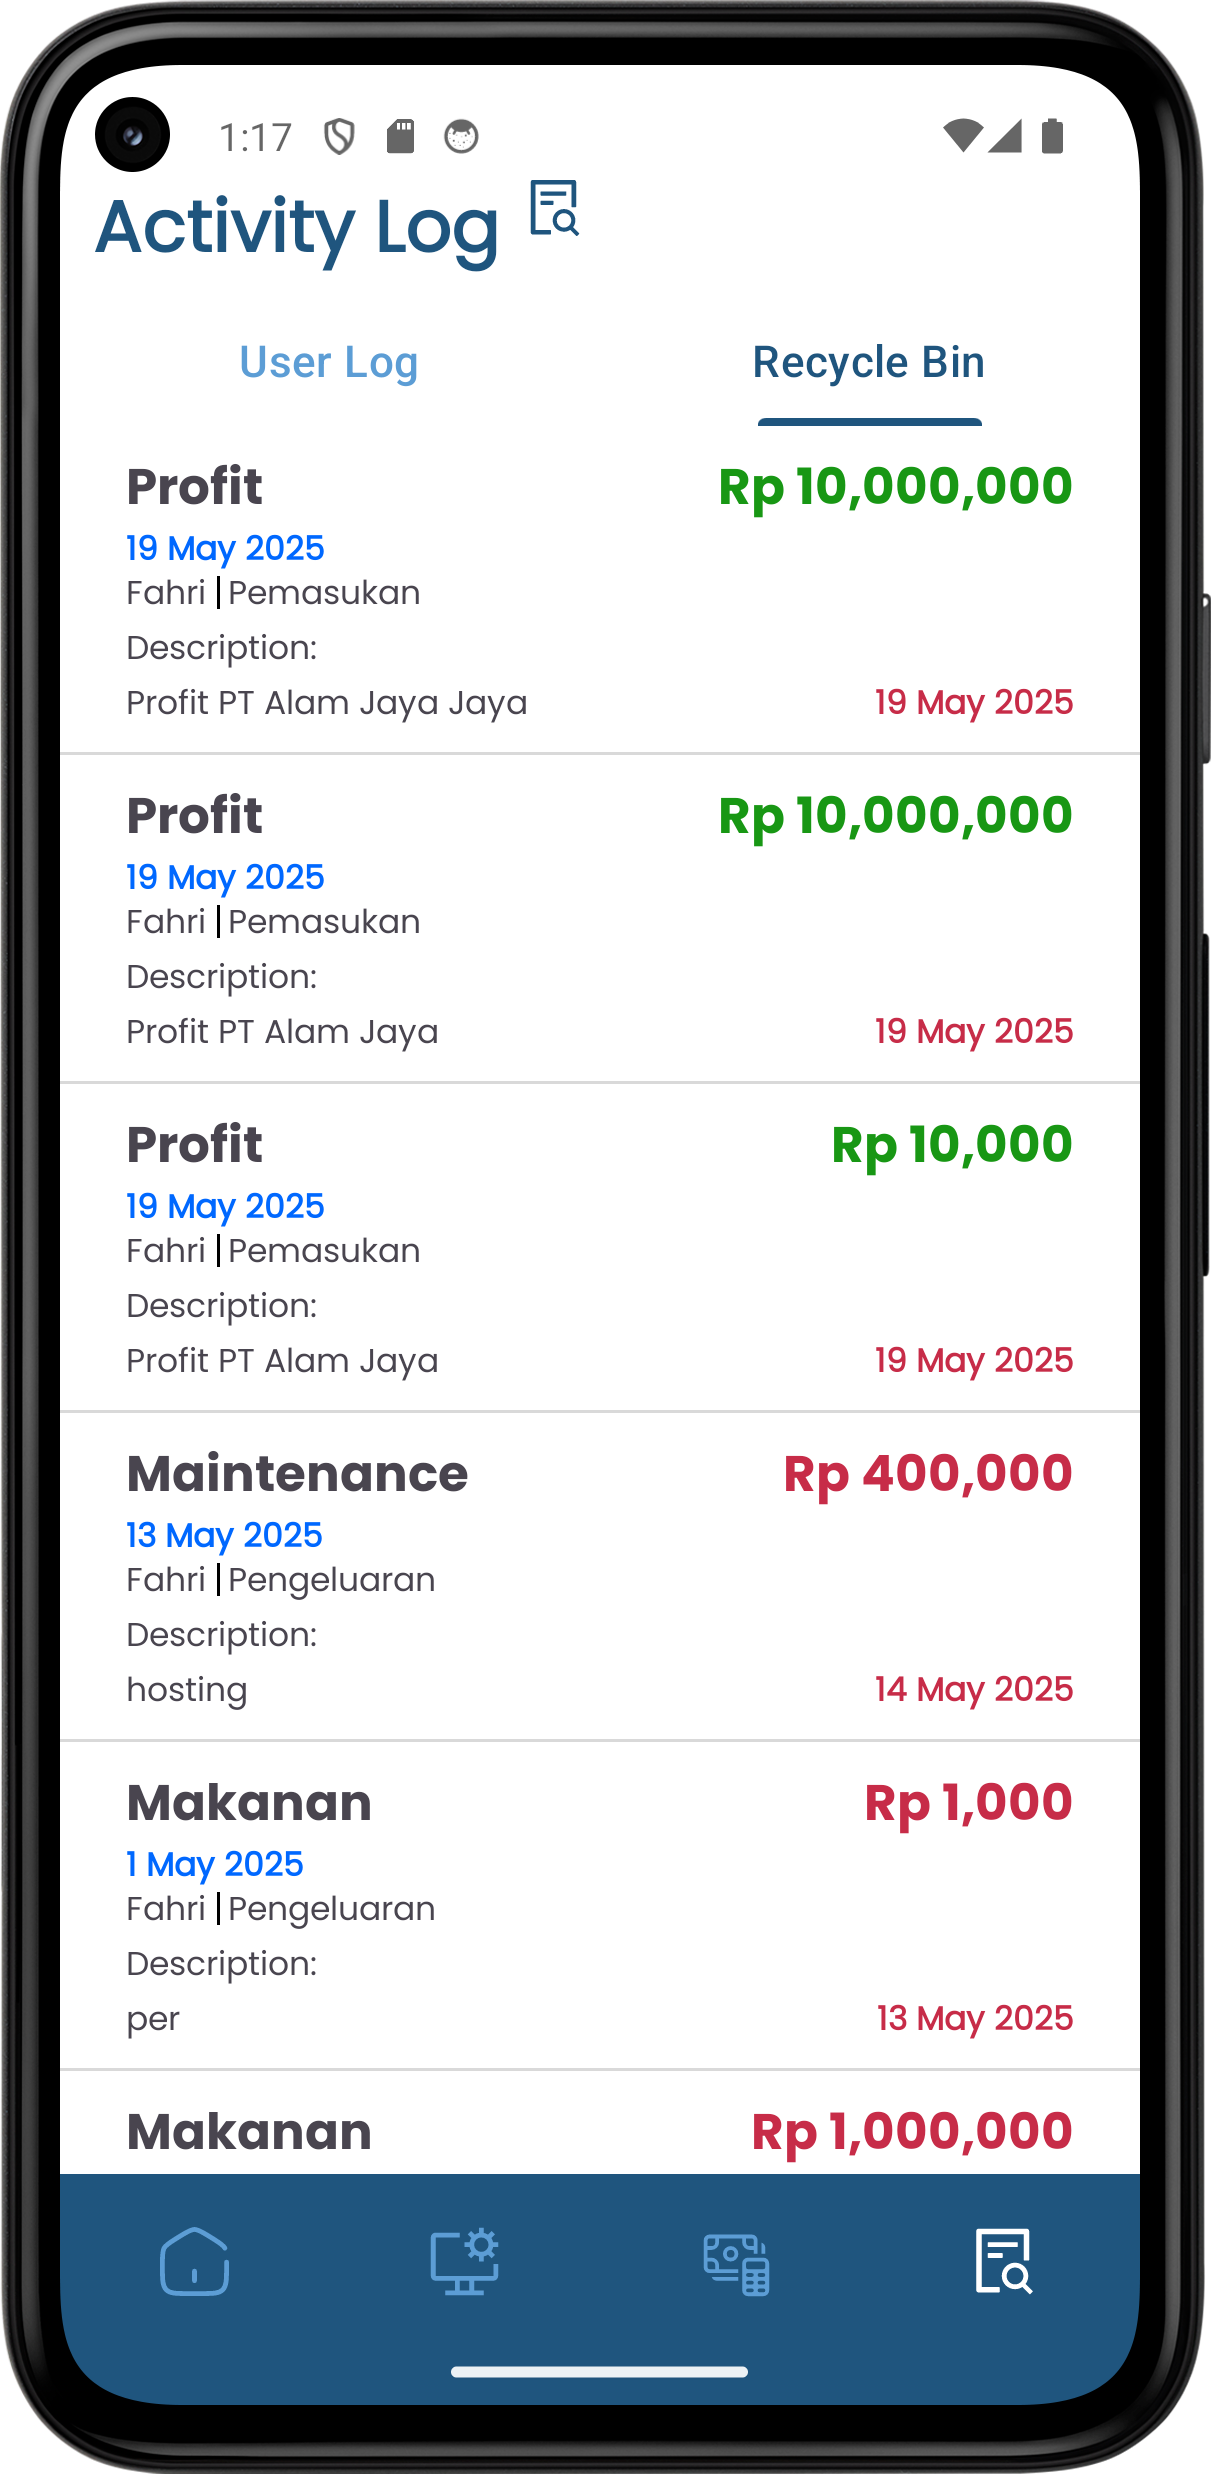 1:17
Activity Log
User Log Recycle Bin
Profit Rp 10,000,000
19 May 2025
Fahri | Pemasukan
Description:
Profit PT Alam Jaya Jaya 19 May 2025
Profit Rp 10,000,000
19 May 2025
Fahri | Pemasukan
Description:
Profit PT Alam Jaya 19 May 2025
Profit Rp 10,000
19 May 2025
Fahri | Pemasukan
Description:
Profit PT Alam Jaya 19 May 2025
Maintenance Rp 400,000
13 May 2025
Fahri | Pengeluaran
Description:
hosting 14 May 2025
Makanan Rp 1,000
1 May 2025
Fahri | Pengeluaran
Description:
per 13 May 2025
Makanan Rp 1,000,000